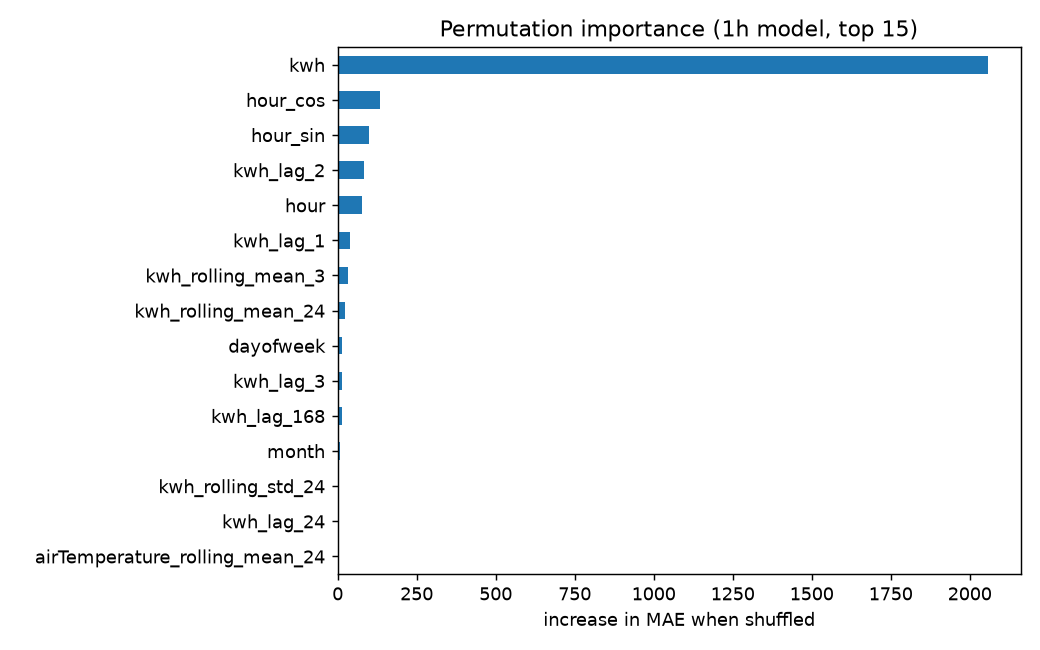 Permutation importance (1h model, top 15)
kwh
hour_cos
hour_sin
kwh_lag_2
hour
kwh_lag_1
kwh_rolling_mean_3
kwh_rolling_mean_24
dayofweek
kwh_lag_3
kwh_lag_168
month
kwh_rolling_std_24
kwh_lag_24
airTemperature_rolling_mean_24
0 250 500 750 1000 1250 1500 1750 2000
increase in MAE when shuffled